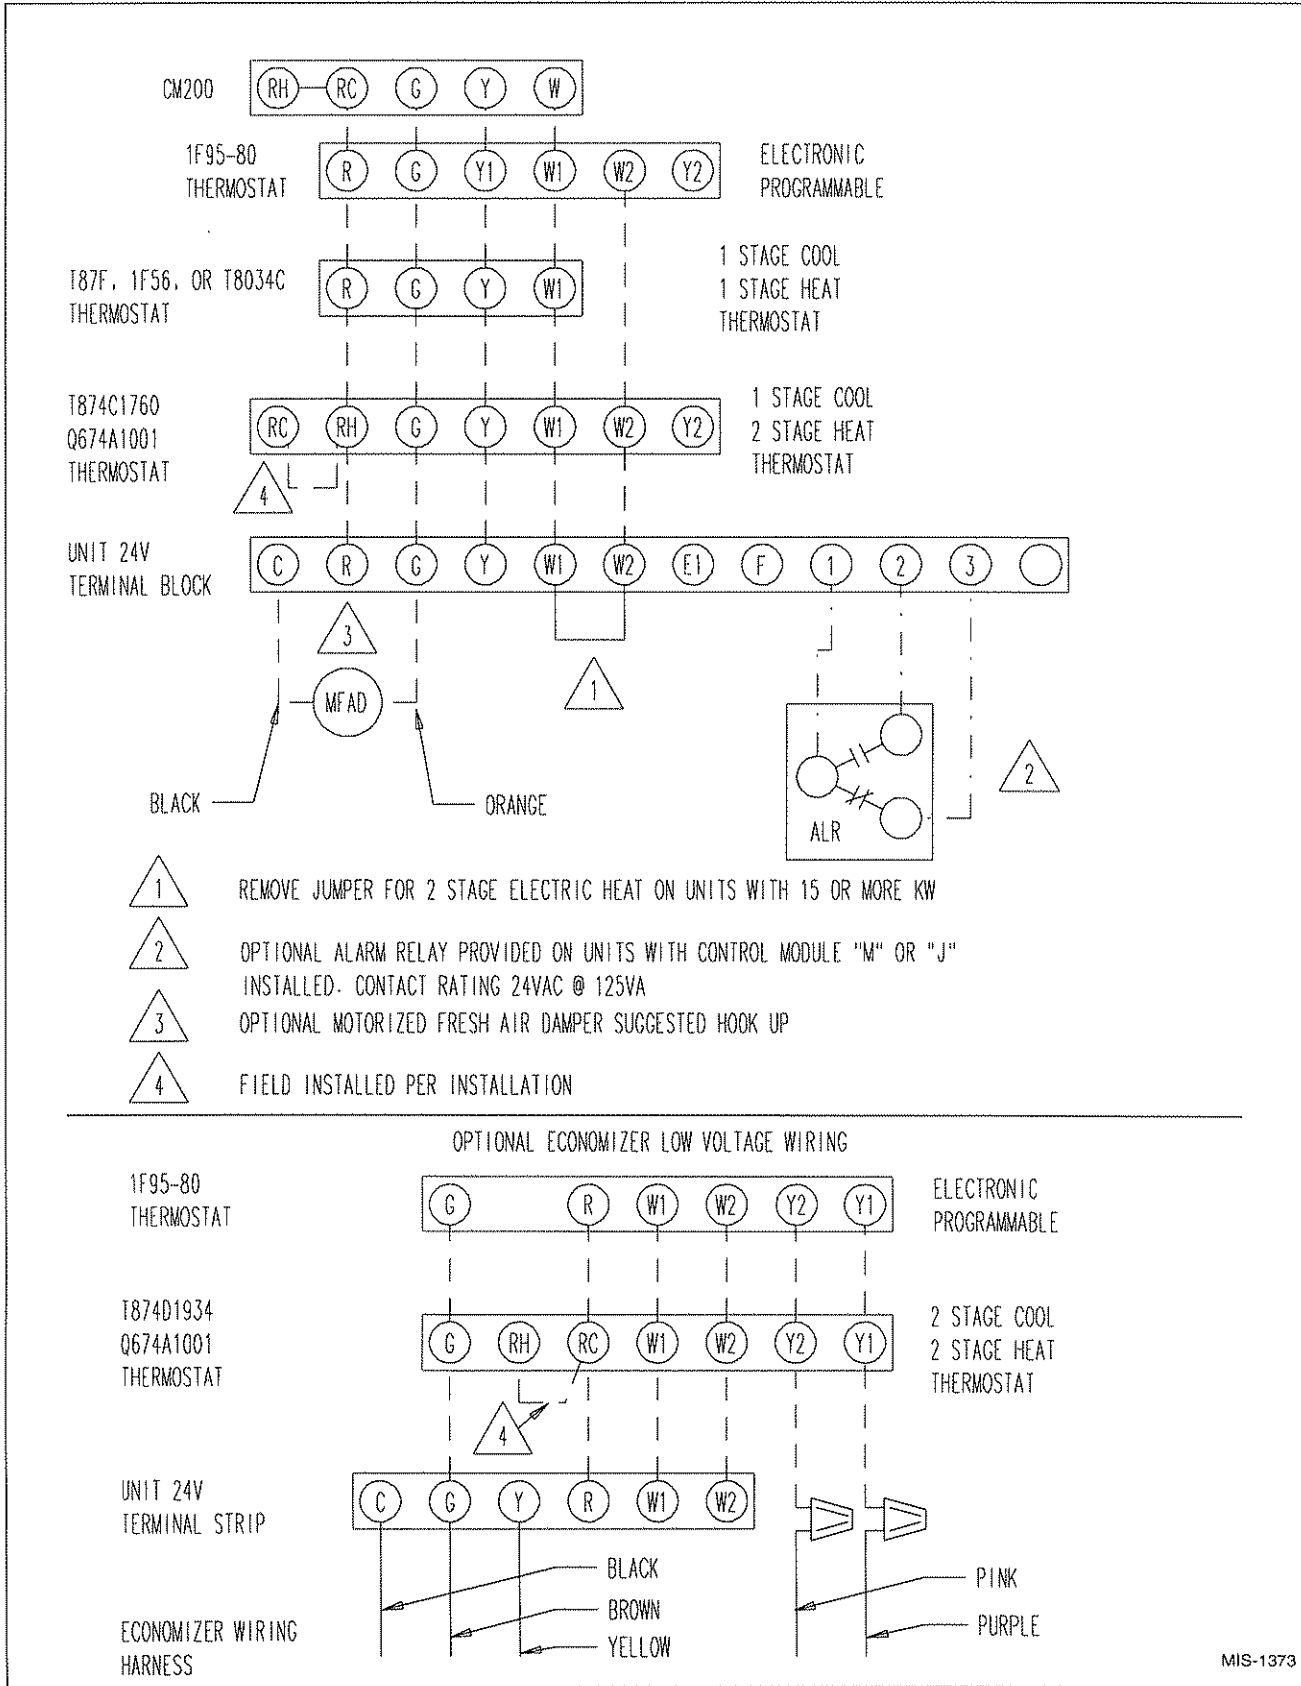 CM200 RH RC G Y W
1F95-80
THERMOSTAT
R G Y1 W1 W2 Y2
ELECTRONIC
PROGRAMMABLE
T87F, 1F56, OR T8034C
THERMOSTAT
R G Y W1
1 STAGE COOL
1 STAGE HEAT
THERMOSTAT
T874C1760
Q674A1001
THERMOSTAT
RC RH G Y W1 W2 Y2
1 STAGE COOL
2 STAGE HEAT
THERMOSTAT
4
UNIT 24V
TERMINAL BLOCK
C R G Y W1 W2 E1 F 1 2 3
3
MFAD
1
2
BLACK
ORANGE
ALR
1 REMOVE JUMPER FOR 2 STAGE ELECTRIC HEAT ON UNITS WITH 15 OR MORE KW
2 OPTIONAL ALARM RELAY PROVIDED ON UNITS WITH CONTROL MODULE "M" OR "J"
INSTALLED. CONTACT RATING 24VAC @ 125VA
3 OPTIONAL MOTORIZED FRESH AIR DAMPER SUGGESTED HOOK UP
4 FIELD INSTALLED PER INSTALLATION
OPTIONAL ECONOMIZER LOW VOLTAGE WIRING
1F95-80
THERMOSTAT
G R W1 W2 Y2 Y1
ELECTRONIC
PROGRAMMABLE
T874D1934
Q674A1001
THERMOSTAT
G RH RC W1 W2 Y2 Y1
2 STAGE COOL
2 STAGE HEAT
THERMOSTAT
4
UNIT 24V
TERMINAL STRIP
C G Y R W1 W2
BLACK
BROWN
YELLOW
PINK
PURPLE
ECONOMIZER WIRING
HARNESS
MIS-1373